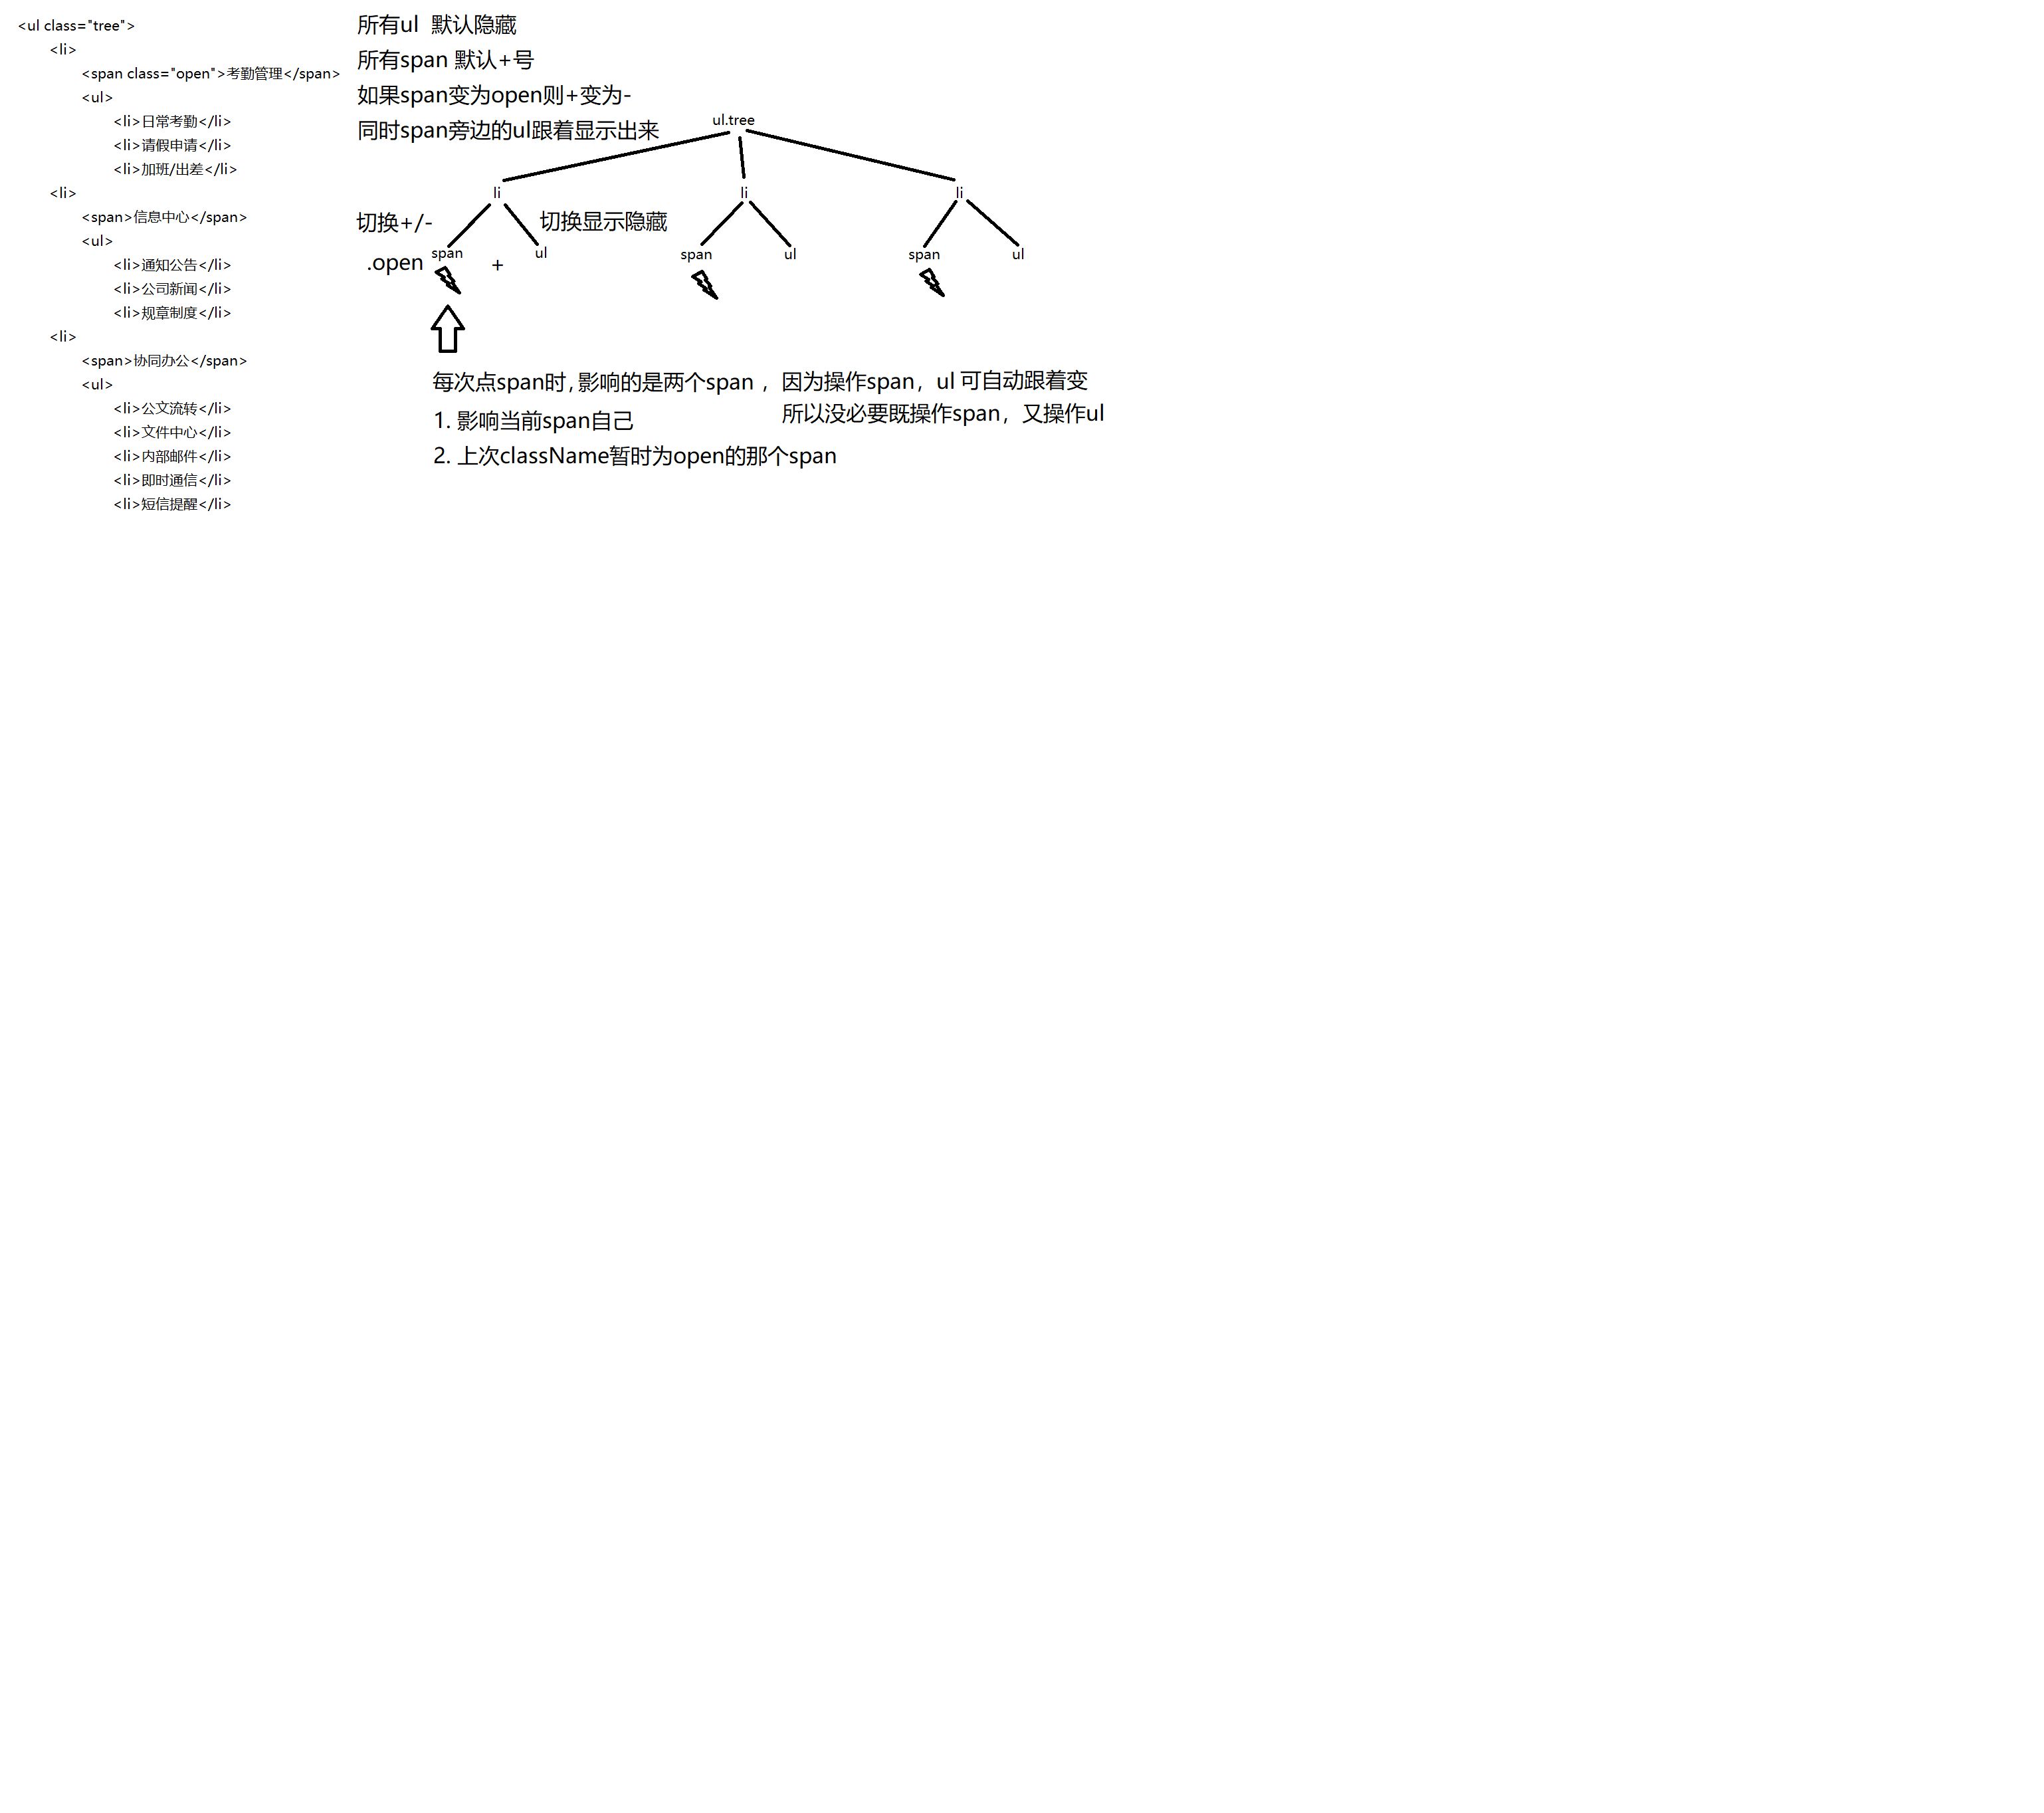 <ul class="tree">
<li>
<span class="open">考勤管理</span>
<ul>
<li>日常考勤</li>
<li>请假申请</li>
<li>加班/出差</li>
<li>
<span>信息中心</span>
<ul>
<li>通知公告</li>
<li>公司新闻</li>
<li>规章制度</li>
<li>
<span>协同办公</span>
<ul>
<li>公文流转</li>
<li>文件中心</li>
<li>内部邮件</li>
<li>即时通信</li>
<li>短信提醒</li>
所有ul 默认隐藏
所有span 默认+号
如果span变为open则+变为-
同时span旁边的ul跟着显示出来
ul.tree
li
li
li
切换+/-
切换显示隐藏
.open
span
+
ul
span
ul
span
ul
每次点span时, 影响的是两个span ,
1. 影响当前span自己
2. 上次className暂时为open的那个span
因为操作span，ul 可自动跟着变
所以没必要既操作span，又操作ul